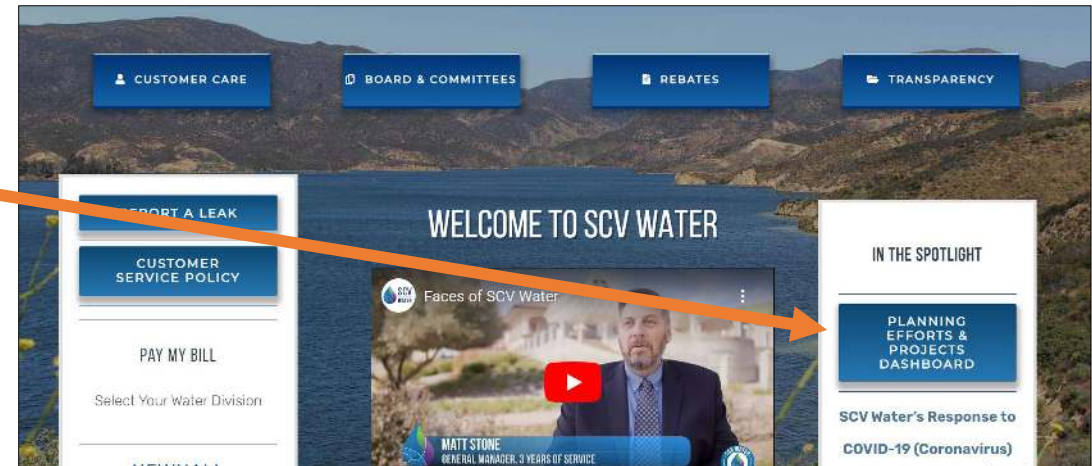 CUSTOMER CARE
BOARD & COMMITTEES
REBATES
TRANSPARENCY
REPORT A LEAK
CUSTOMER
SERVICE POLICY
PAY MY BILL
Select Your Water Division
WELCOME TO SCV WATER
SCV
WATER
Faces of SCV Water
MATT STONE
GENERAL MANAGER, 3 YEARS OF SERVICE
IN THE SPOTLIGHT
PLANNING
EFFORTS &
PROJECTS
DASHBOARD
SCV Water's Response to
COVID-19 (Coronavirus)